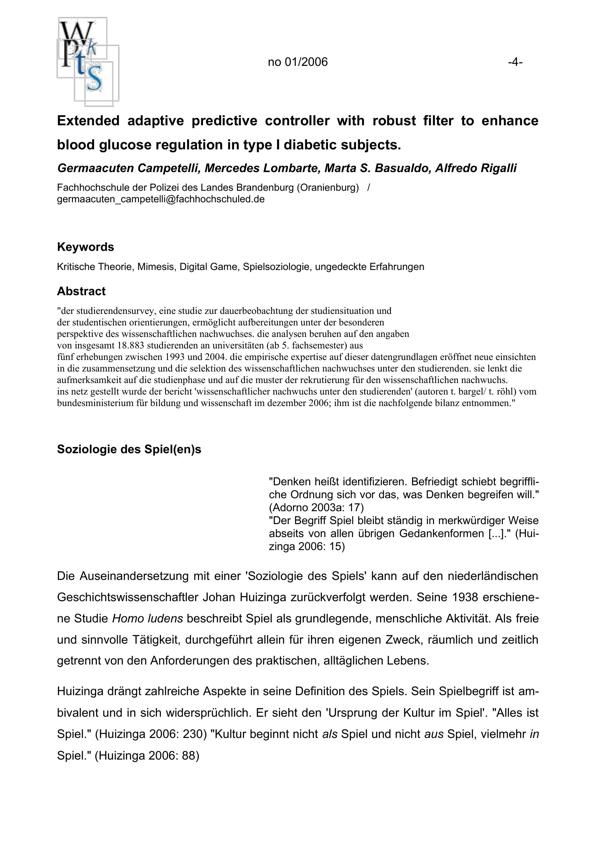 W
P k
ts
S
no 01/2006 -4-
Extended adaptive predictive controller with robust filter to enhance
blood glucose regulation in type I diabetic subjects.
Germaacuten Campetelli, Mercedes Lombarte, Marta S. Basualdo, Alfredo Rigalli
Fachhochschule der Polizei des Landes Brandenburg (Oranienburg) /
germaacuten_campetelli@fachhochschuled.de
Keywords
Kritische Theorie, Mimesis, Digital Game, Spielsoziologie, ungedeckte Erfahrungen
Abstract
"der studierendensurvey, eine studie zur dauerbeobachtung der studiensituation und
der studentischen orientierungen, ermöglicht aufbereitungen unter der besonderen
perspektive des wissenschaftlichen nachwuchses. die analysen beruhen auf den angaben
von insgesamt 18.883 studierenden an universitäten (ab 5. fachsemester) aus
fünf erhebungen zwischen 1993 und 2004. die empirische expertise auf dieser datengrundlagen eröffnet neue einsichten
in die zusammensetzung und die selektion des wissenschaftlichen nachwuchses unter den studierenden. sie lenkt die
aufmerksamkeit auf die studienphase und auf die muster der rekrutierung für den wissenschaftlichen nachwuchs.
ins netz gestellt wurde der bericht 'wissenschaftlicher nachwuchs unter den studierenden' (autoren t. bargel/ t. röhl) vom
bundesministerium für bildung und wissenschaft im dezember 2006; ihm ist die nachfolgende bilanz entnommen."
Soziologie des Spiel(en)s
"Denken heißt identifizieren. Befriedigt schiebt begriffli-
che Ordnung sich vor das, was Denken begreifen will."
(Adorno 2003a: 17)
"Der Begriff Spiel bleibt ständig in merkwürdiger Weise
abseits von allen übrigen Gedankenformen [...]." (Hui-
zinga 2006: 15)
Die Auseinandersetzung mit einer 'Soziologie des Spiels' kann auf den niederländischen
Geschichtswissenschaftler Johan Huizinga zurückverfolgt werden. Seine 1938 erschiene-
ne Studie Homo ludens beschreibt Spiel als grundlegende, menschliche Aktivität. Als freie
und sinnvolle Tätigkeit, durchgeführt allein für ihren eigenen Zweck, räumlich und zeitlich
getrennt von den Anforderungen des praktischen, alltäglichen Lebens.
Huizinga drängt zahlreiche Aspekte in seine Definition des Spiels. Sein Spielbegriff ist am-
bivalent und in sich widersprüchlich. Er sieht den 'Ursprung der Kultur im Spiel'. "Alles ist
Spiel." (Huizinga 2006: 230) "Kultur beginnt nicht als Spiel und nicht aus Spiel, vielmehr in
Spiel." (Huizinga 2006: 88)